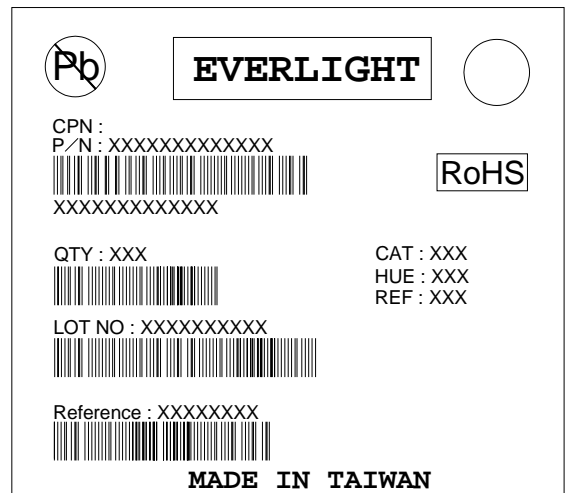 Pb
EVERLIGHT
CPN :
P/N : XXXXXXXXXXXXX
RoHS
XXXXXXXXXXXXX
QTY : XXX
CAT : XXX
HUE : XXX
REF : XXX
LOT NO : XXXXXXXXXX
Reference : XXXXXXXX
MADE IN TAIWAN